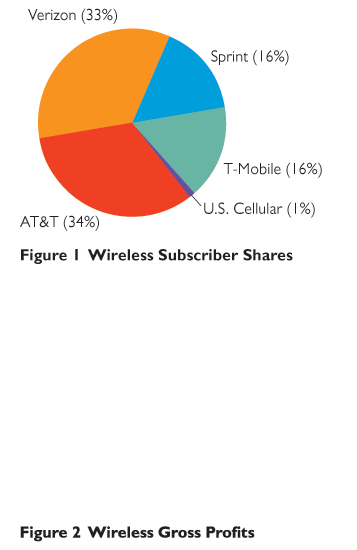 Verizon (33%)
Sprint (16%)
T-Mobile (16%)
U.S. Cellular (1%)
AT&T (34%)
Figure 1 Wireless Subscriber Shares
Figure 2 Wireless Gross Profits